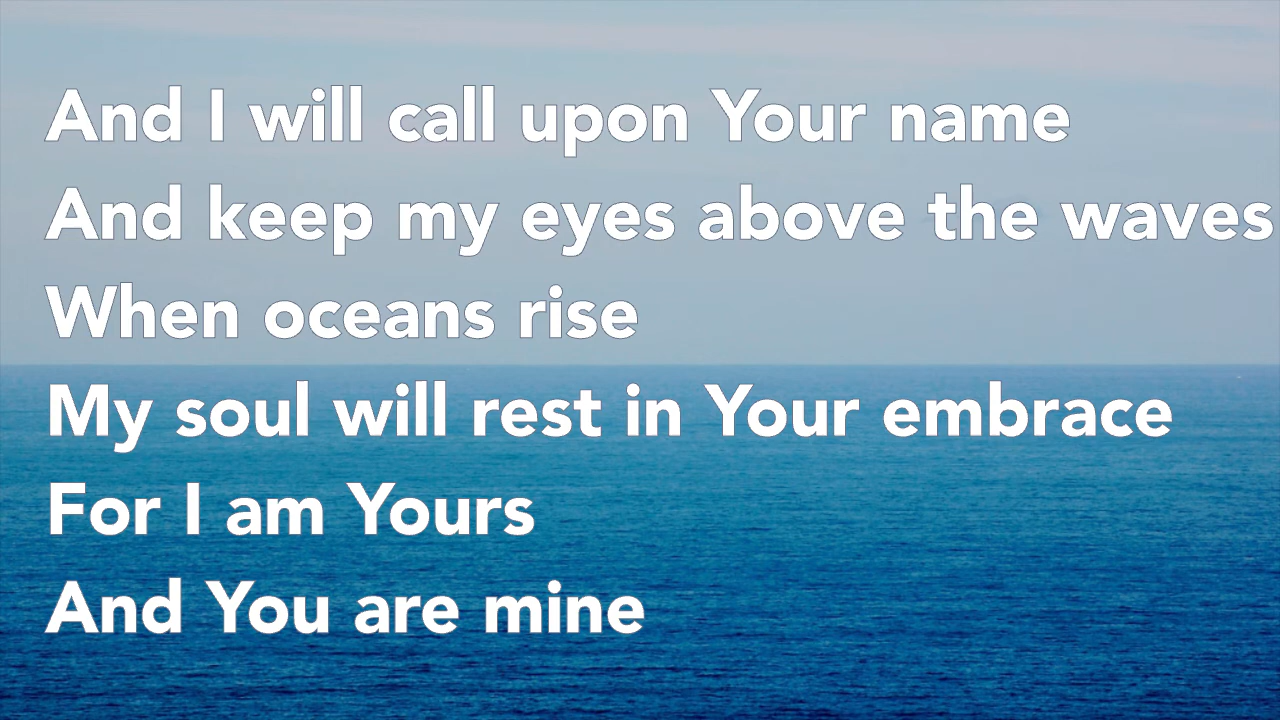 And I will call upon Your name
And keep my eyes above the waves
When oceans rise
My soul will rest in Your embrace
For I am Yours
And You are mine